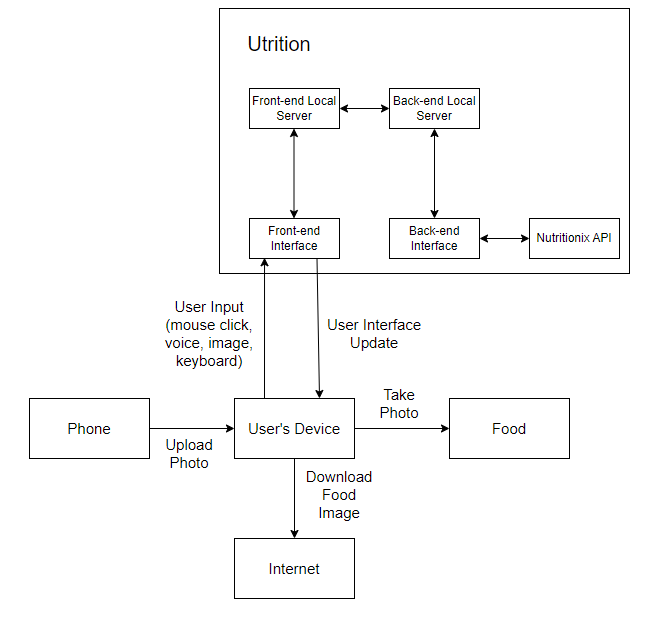 Utrition
Front-end Local
Server
Back-end Local
Server
Front-end
Interface
Back-end
Interface
Nutritionix API
User Input
(mouse click,
voice, image,
keyboard)
User Interface
Update
Phone
Upload
Photo
User's Device
Take
Photo
Food
Download
Food
Image
Internet